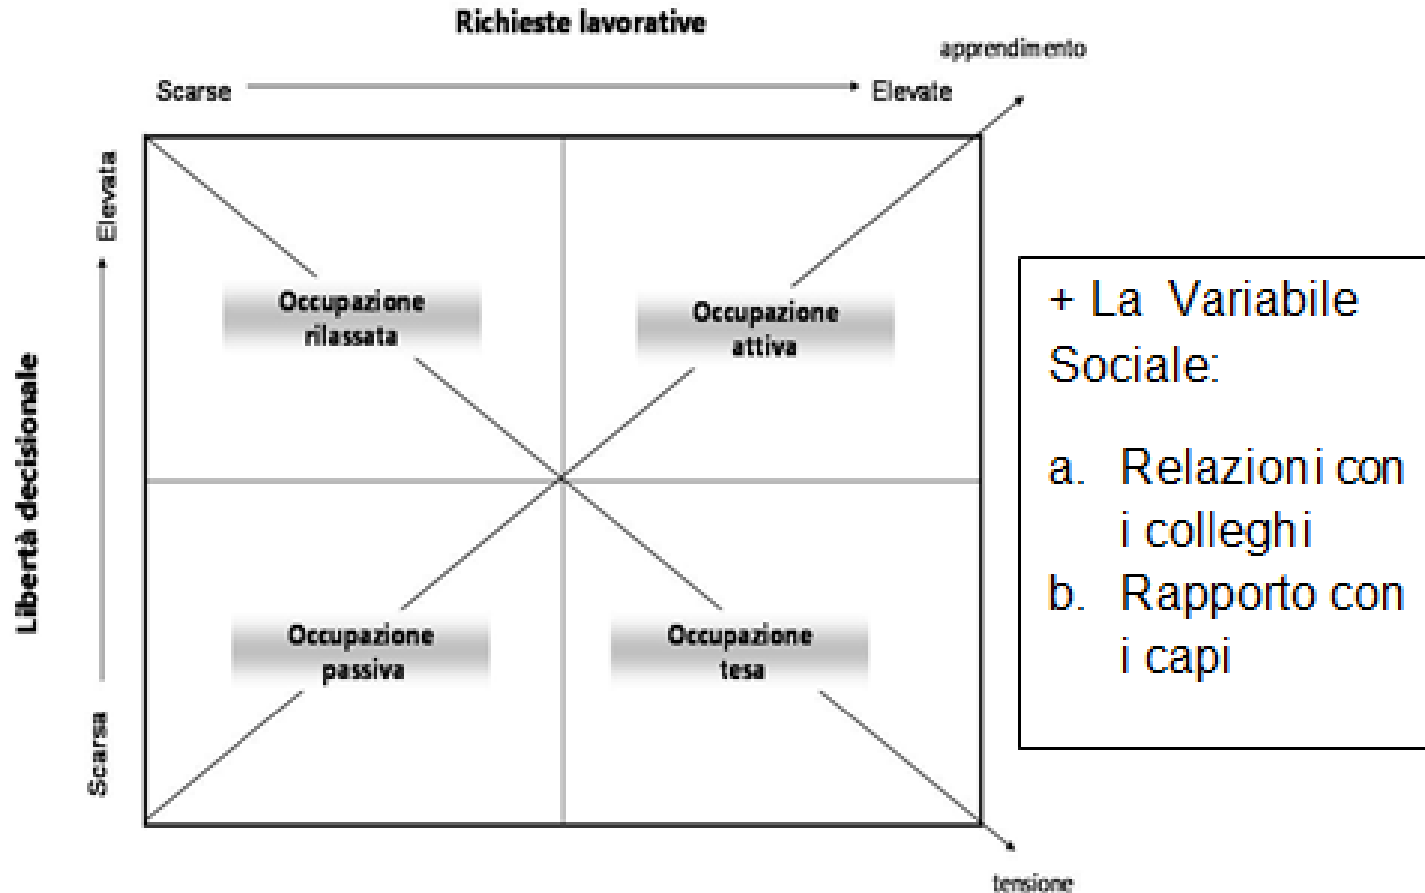 Richieste lavorative
apprendimento
Scarse
Elevate
Elevata
Libertà decisionale
Scarsa
Occupazione
rilassata
Occupazione
attiva
Occupazione
passiva
Occupazione
tesa
tensione
+ La Variabile
Sociale:
a. Relazioni con
i colleghi
b. Rapporto con
i capi